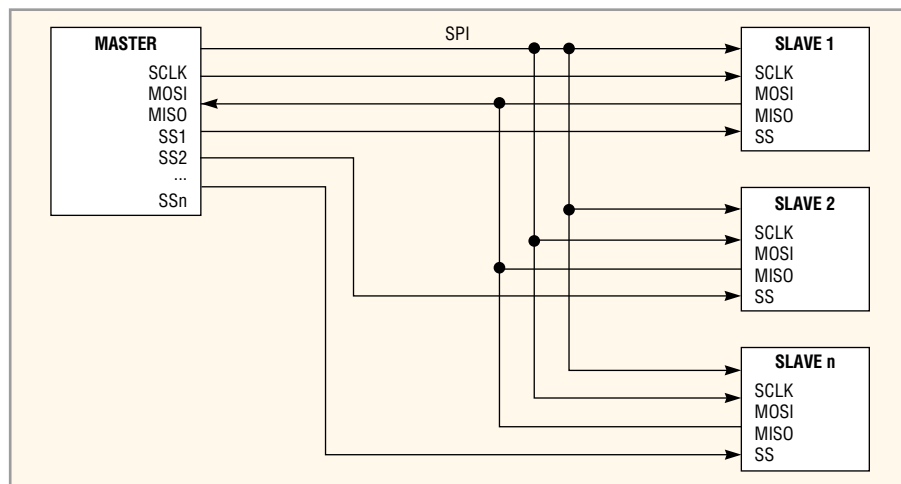 SPI
MASTER
SCLK
MOSI
MISO
SS1
SS2
...
SSn
SLAVE 1
SCLK
MOSI
MISO
SS
SLAVE 2
SCLK
MOSI
MISO
SS
SLAVE n
SCLK
MOSI
MISO
SS